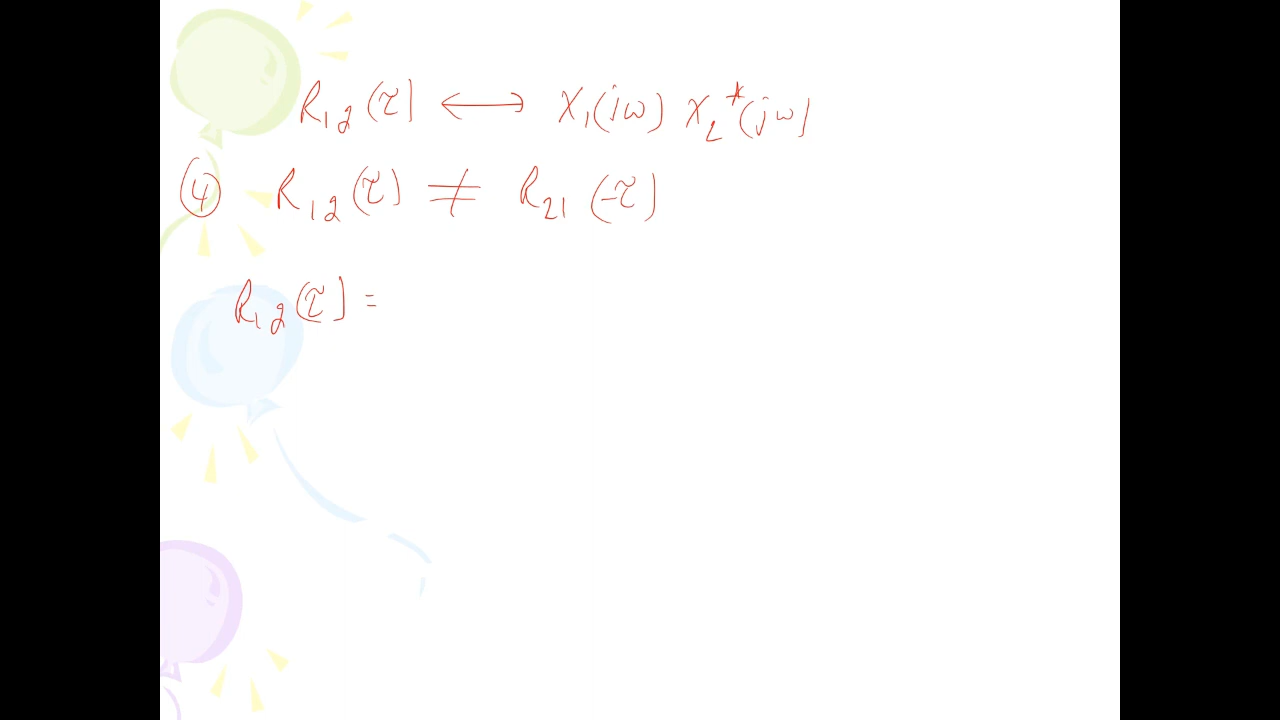 R₁₂(τ) ⟷ X₁(jω) X₂*(jω)
④ R₁₂(τ) ≠ R₂₁(-τ)
R₁₂(τ) =